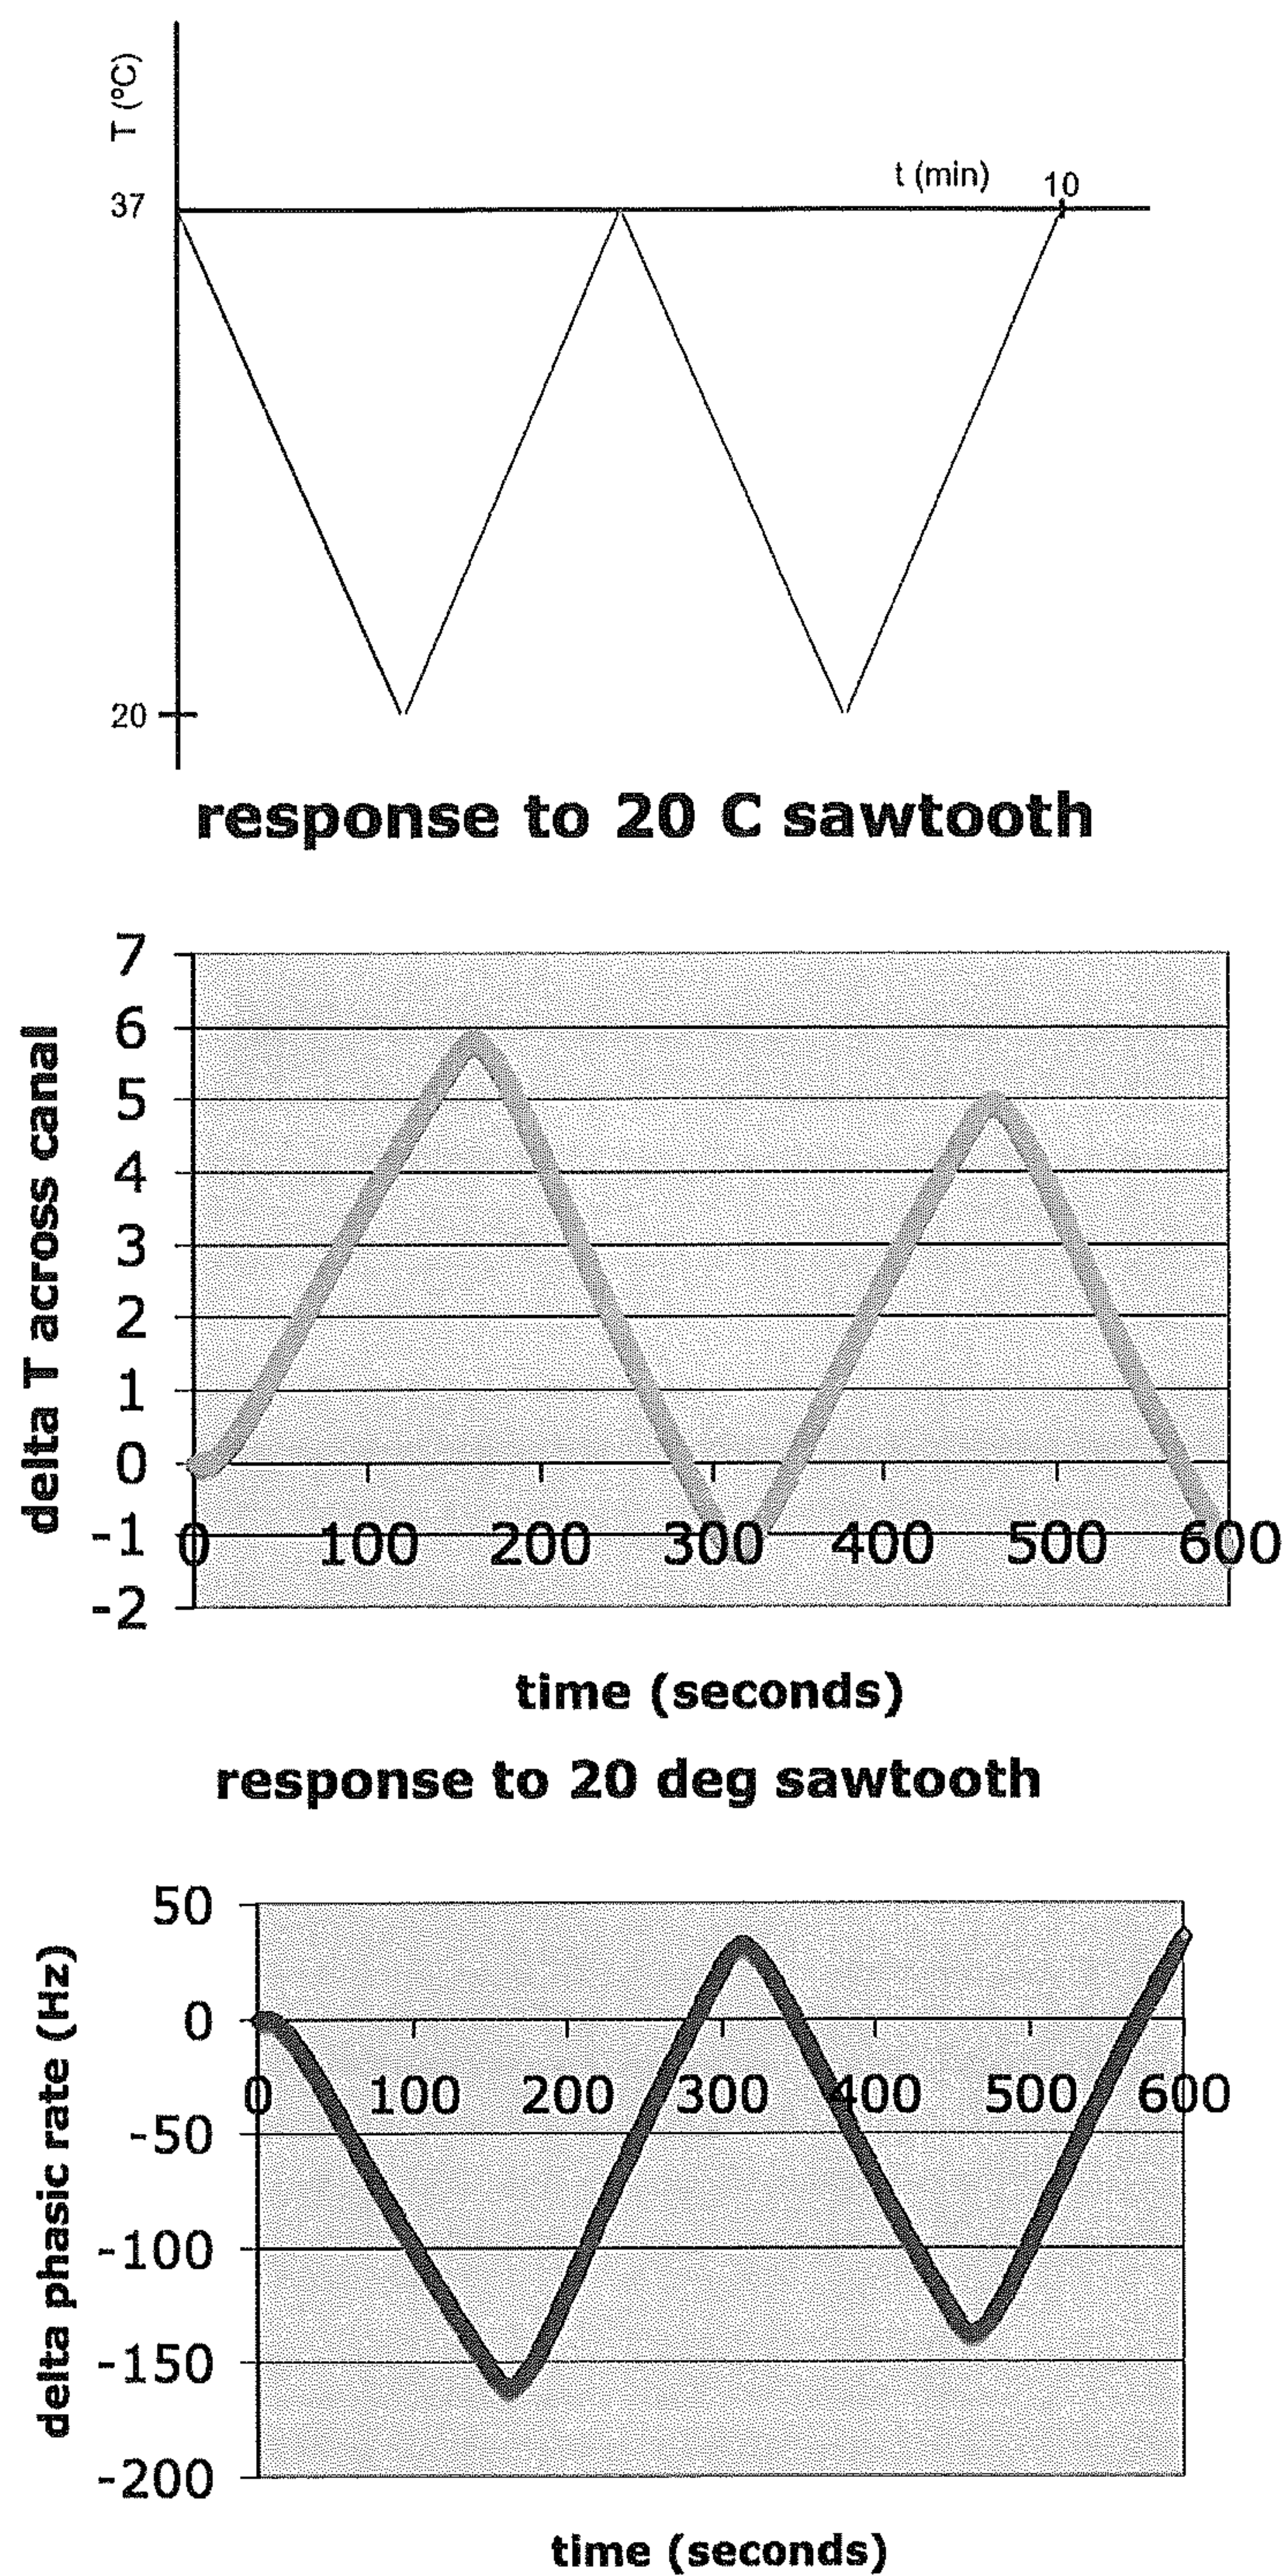 T (°C)
t (min)
10
37
20
response to 20 C sawtooth
delta T across canal
7
6
5
4
3
2
1
0
-1
-2
0 100 200 300 400 500 600
time (seconds)
response to 20 deg sawtooth
delta phasic rate (Hz)
50
0
-50
-100
-150
-200
0 100 200 300 400 500 600
time (seconds)